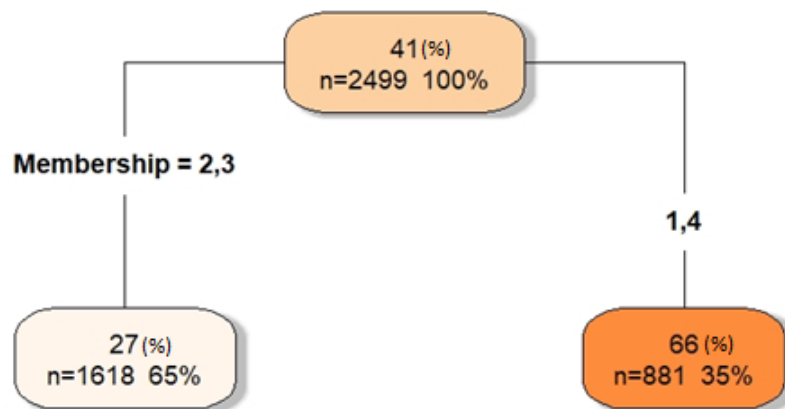 41(%)
n=2499 100%
Membership = 2,3
1,4
27(%)
n=1618 65%
66(%)
n=881 35%